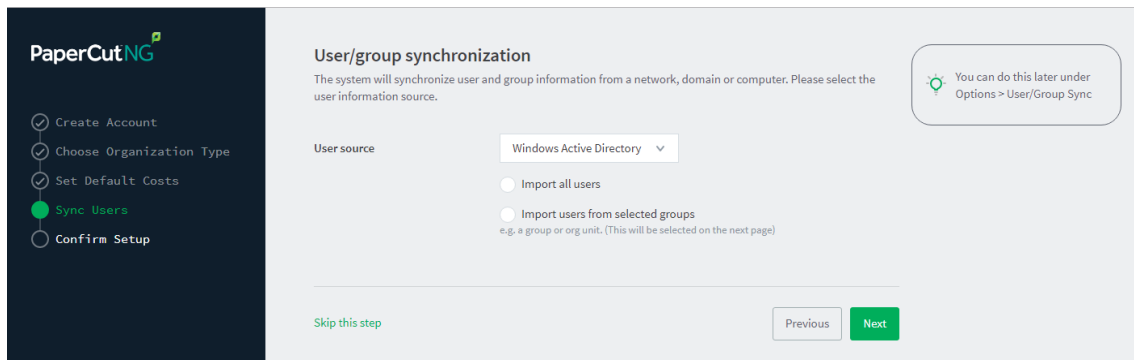 PaperCut NG
Create Account
Choose Organization Type
Set Default Costs
Sync Users
Confirm Setup
User/group synchronization
The system will synchronize user and group information from a network, domain or computer. Please select the
user information source.
User source
Windows Active Directory
Import all users
Import users from selected groups
e.g. a group or org unit. (This will be selected on the next page)
Skip this step
Previous
Next
You can do this later under
Options > User/Group Sync